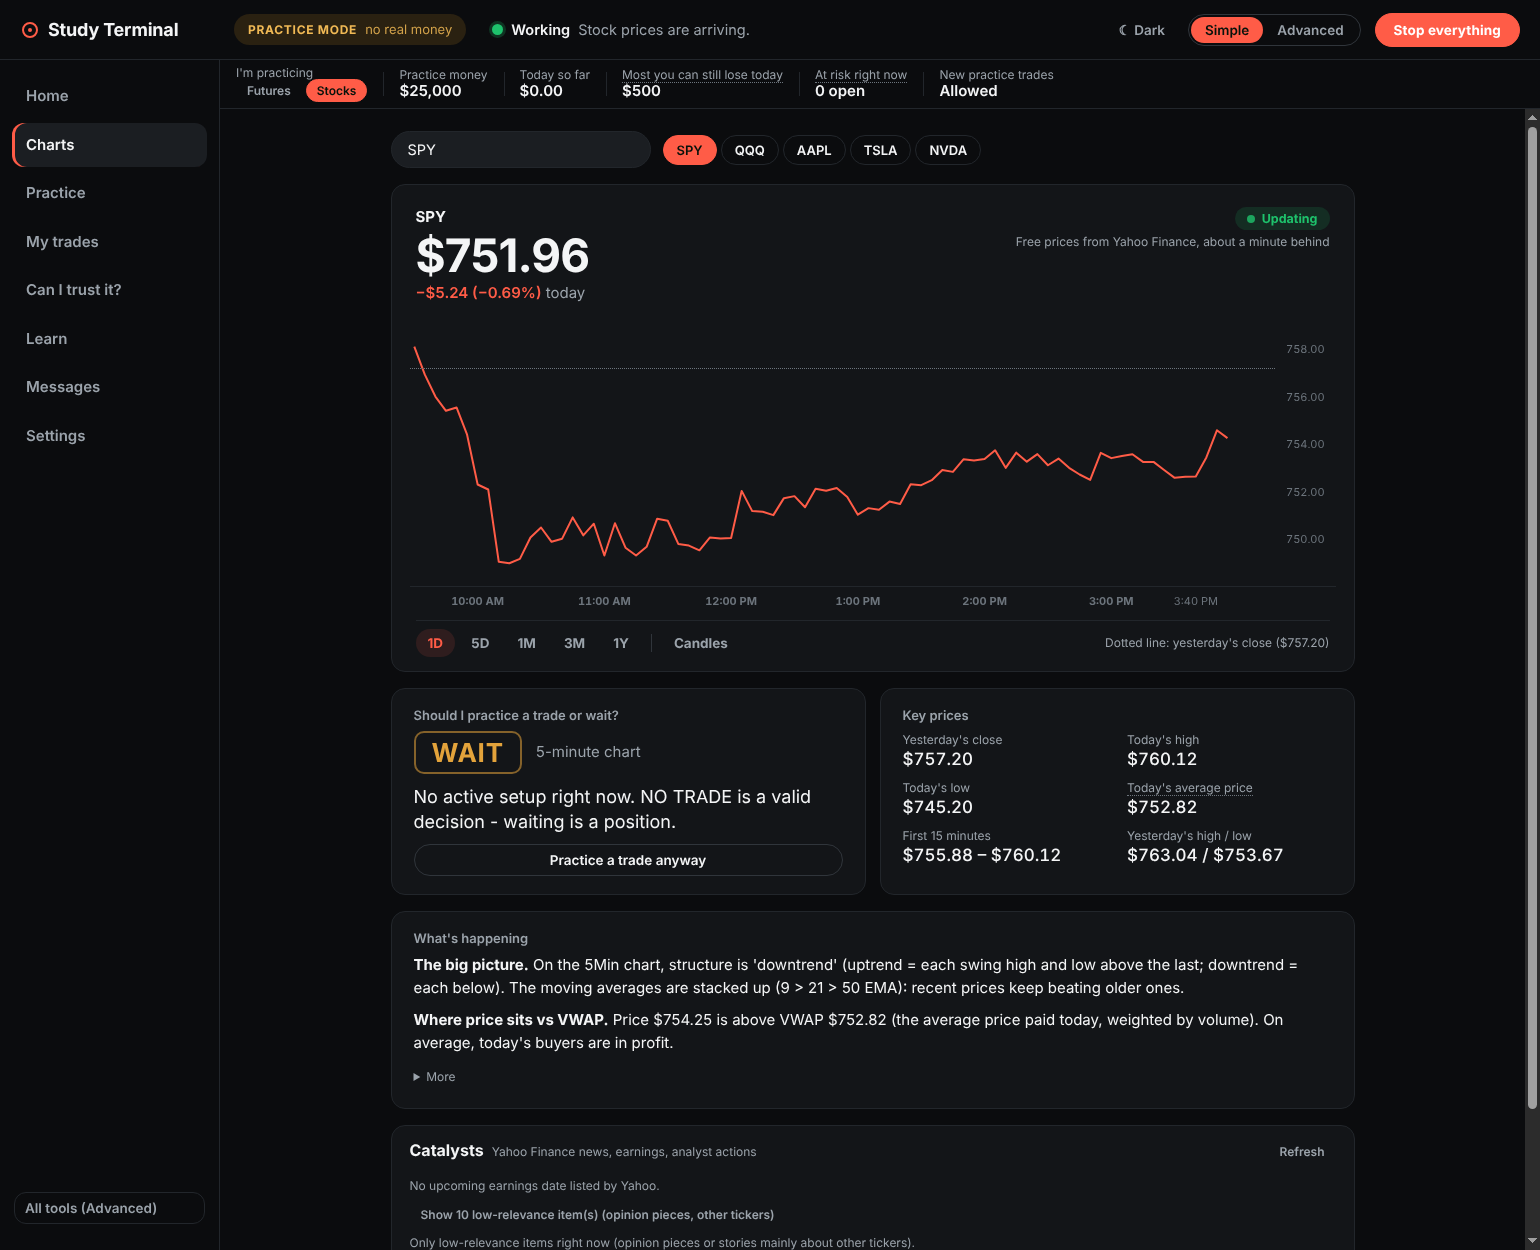 Study Terminal
PRACTICE MODE no real money
Working Stock prices are arriving.
Dark
Simple
Advanced
Stop everything
Home
Charts
Practice
My trades
Can I trust it?
Learn
Messages
Settings
All tools (Advanced)
I'm practicing
Futures
Stocks
Practice money
$25,000
Today so far
$0.00
Most you can still lose today
$500
At risk right now
0 open
New practice trades
Allowed
SPY
SPY
QQQ
AAPL
TSLA
NVDA
SPY
$751.96
−$5.24 (−0.69%) today
Updating
Free prices from Yahoo Finance, about a minute behind
758.00
756.00
754.00
752.00
750.00
10:00 AM
11:00 AM
12:00 PM
1:00 PM
2:00 PM
3:00 PM
3:40 PM
1D
5D
1M
3M
1Y
Candles
Dotted line: yesterday's close ($757.20)
Should I practice a trade or wait?
WAIT
5-minute chart
No active setup right now. NO TRADE is a valid
decision - waiting is a position.
Practice a trade anyway
Key prices
Yesterday's close
$757.20
Today's high
$760.12
Today's low
$745.20
Today's average price
$752.82
First 15 minutes
$755.88 – $760.12
Yesterday's high / low
$763.04 / $753.67
What's happening
The big picture. On the 5Min chart, structure is 'downtrend' (uptrend = each swing high and low above the last; downtrend =
each below). The moving averages are stacked up (9 > 21 > 50 EMA): recent prices keep beating older ones.
Where price sits vs VWAP. Price $754.25 is above VWAP $752.82 (the average price paid today, weighted by volume). On
average, today's buyers are in profit.
More
Catalysts Yahoo Finance news, earnings, analyst actions
Refresh
No upcoming earnings date listed by Yahoo.
Show 10 low-relevance item(s) (opinion pieces, other tickers)
Only low-relevance items right now (opinion pieces or stories mainly about other tickers).